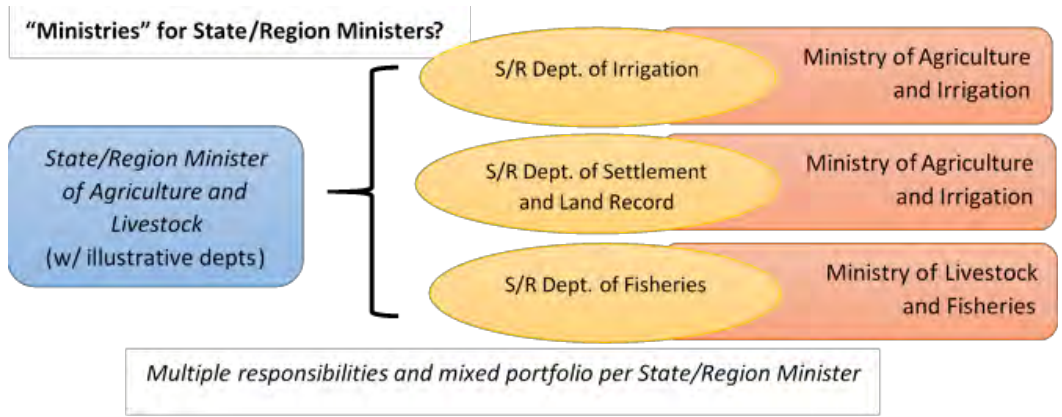 “Ministries” for State/Region Ministers?
State/Region Minister
of Agriculture and
Livestock
(w/ illustrative depts)
S/R Dept. of Irrigation
Ministry of Agriculture
and Irrigation
S/R Dept. of Settlement
and Land Record
Ministry of Agriculture
and Irrigation
S/R Dept. of Fisheries
Ministry of Livestock
and Fisheries
Multiple responsibilities and mixed portfolio per State/Region Minister